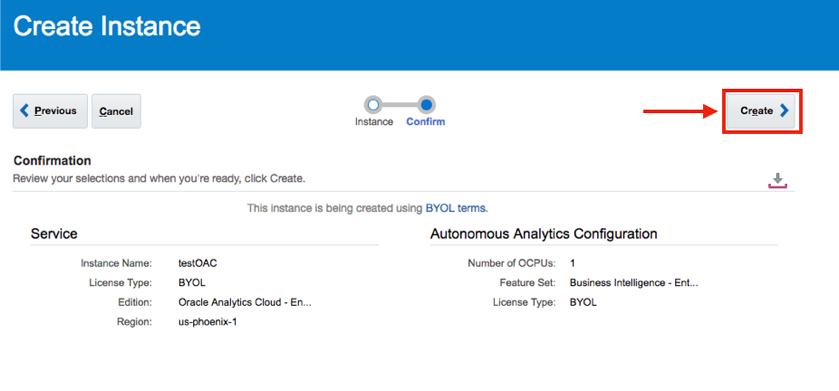 Create Instance
Previous
Cancel
Instance
Confirm
Create
Confirmation
Review your selections and when you're ready, click Create.
This instance is being created using BYOL terms.
Service
Instance Name: testOAC
License Type: BYOL
Edition: Oracle Analytics Cloud - En...
Region: us-phoenix-1
Autonomous Analytics Configuration
Number of OCPUs: 1
Feature Set: Business Intelligence - Ent...
License Type: BYOL